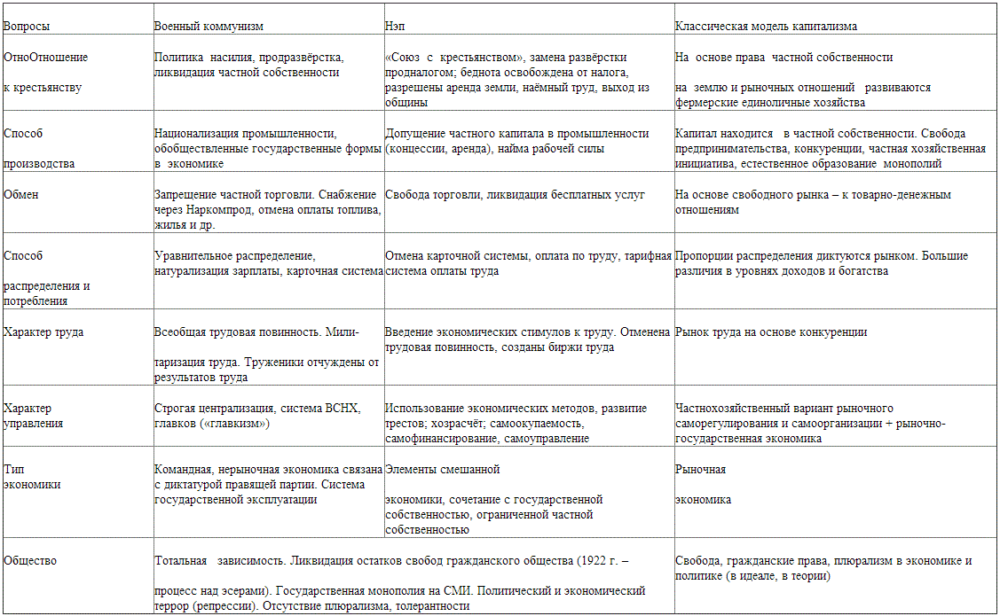 Вопросы
Военный коммунизм
Нэп
Классическая модель капитализма
ОтноОтношение
к крестьянству
Политика насилия, продразвёрстка,
ликвидация частной собственности
«Союз с крестьянством», замена развёрстки
продналогом; беднота освобождена от налога,
разрешены аренда земли, наёмный труд, выход из
общины
На основе права частной собственности
на землю и рыночных отношений развиваются
фермерские единоличные хозяйства
Способ
производства
Национализация промышленности,
обобществленные государственные формы
в экономике
Допущение частного капитала в промышленности
(концессии, аренда), найма рабочей силы
Капитал находится в частной собственности. Свобода
предпринимательства, конкуренции, частная хозяйственная
инициатива, естественное образование монополий
Обмен
Запрещение частной торговли. Снабжение
через Наркомпрод, отмена оплаты топлива,
жилья и др.
Свобода торговли, ликвидация бесплатных услуг
На основе свободного рынка – к товарно-денежным
отношениям
Способ
распределения и
потребления
Уравнительное распределение,
натурализация зарплаты, карточная система
Отмена карточной системы, оплата по труду, тарифная
система оплаты труда
Пропорции распределения диктуются рынком. Большие
различия в уровнях доходов и богатства
Характер труда
Всеобщая трудовая повинность. Мили-
таризация труда. Труженики отчуждены от
результатов труда
Введение экономических стимулов к труду. Отменена
трудовая повинность, созданы биржи труда
Рынок труда на основе конкуренции
Характер
управления
Строгая централизация, система ВСНХ,
главков («главкизм»)
Использование экономических методов, развитие
трестов; хозрасчёт; самоокупаемость,
самофинансирование, самоуправление
Частнохозяйственный вариант рыночного
саморегулирования и самоорганизации + рыночно-
государственная экономика
Тип
экономики
Командная, нерыночная экономика связана
с диктатурой правящей партии. Система
государственной эксплуатации
Элементы смешанной
экономики, сочетание с государственной
собственностью, ограниченной частной
собственностью
Рыночная
экономика
Общество
Тотальная зависимость. Ликвидация остатков свобод гражданского общества (1922 г. –
процесс над эсерами). Государственная монополия на СМИ. Политический и экономический
террор (репрессии). Отсутствие плюрализма, толерантности
Свобода, гражданские права, плюрализм в экономике и
политике (в идеале, в теории)